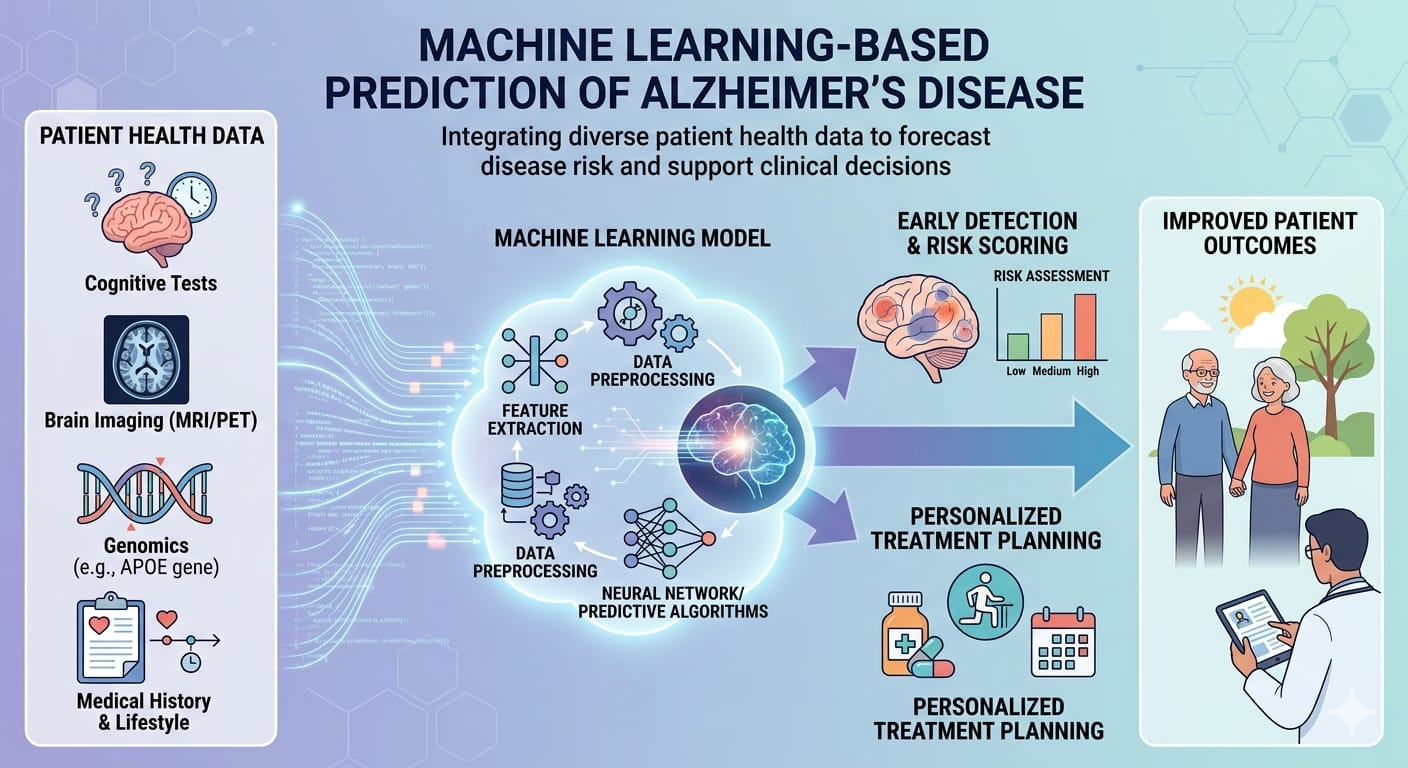 MACHINE LEARNING-BASED
PREDICTION OF ALZHEIMER'S DISEASE
Integrating diverse patient health data to forecast
disease risk and support clinical decisions
PATIENT HEALTH DATA
? ? ?
Cognitive Tests
Brain Imaging (MRI/PET)
Genomics
(e.g., APOE gene)
Medical History
& Lifestyle
MACHINE LEARNING MODEL
DATA
PREPROCESSING
FEATURE
EXTRACTION
DATA
PREPROCESSING
NEURAL NETWORK/
PREDICTIVE ALGORITHMS
EARLY DETECTION
& RISK SCORING
RISK ASSESSMENT
Low Medium High
PERSONALIZED
TREATMENT PLANNING
PERSONALIZED
TREATMENT PLANNING
IMPROVED PATIENT
OUTCOMES